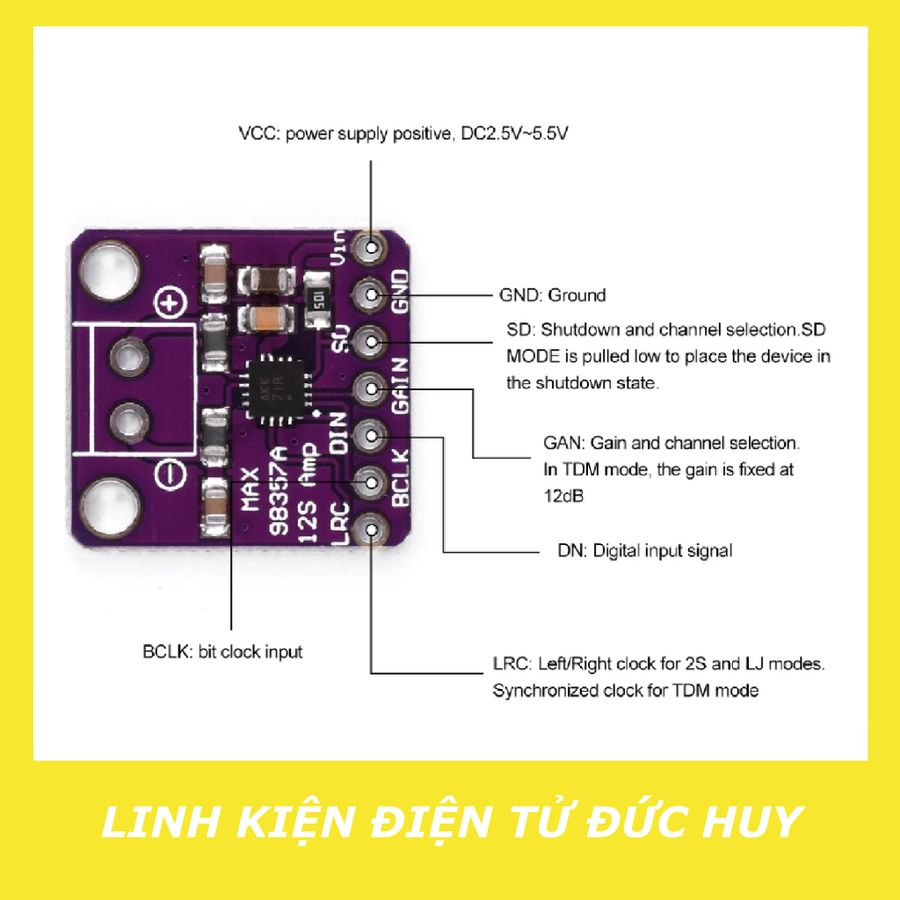 VCC: power supply positive, DC2.5V~5.5V
Vin
GND
GND: Ground
SD
SD: Shutdown and channel selection.SD
MODE is pulled low to place the device in
the shutdown state.
GAIN
GAN: Gain and channel selection.
In TDM mode, the gain is fixed at
12dB
DIN
DN: Digital input signal
BCLK
LRC
101
AKK
7IR
+
-
MAX
98357A
I2S Amp
BCLK: bit clock input
LRC: Left/Right clock for 2S and LJ modes.
Synchronized clock for TDM mode
LINH KIỆN ĐIỆN TỬ ĐỨC HUY